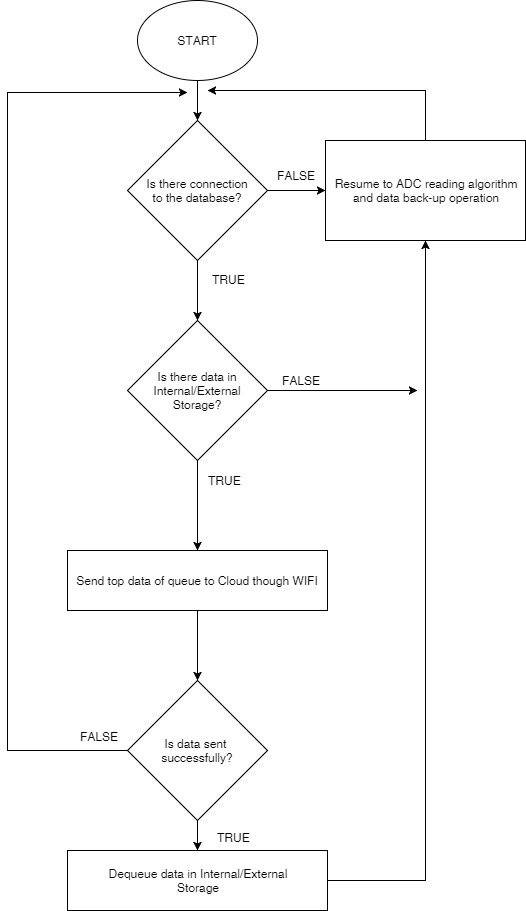 START
Is there connection
to the database?
FALSE
Resume to ADC reading algorithm
and data back-up operation
TRUE
Is there data in
Internal/External
Storage?
FALSE
TRUE
Send top data of queue to Cloud though WIFI
FALSE
Is data sent
successfully?
TRUE
Dequeue data in Internal/External
Storage